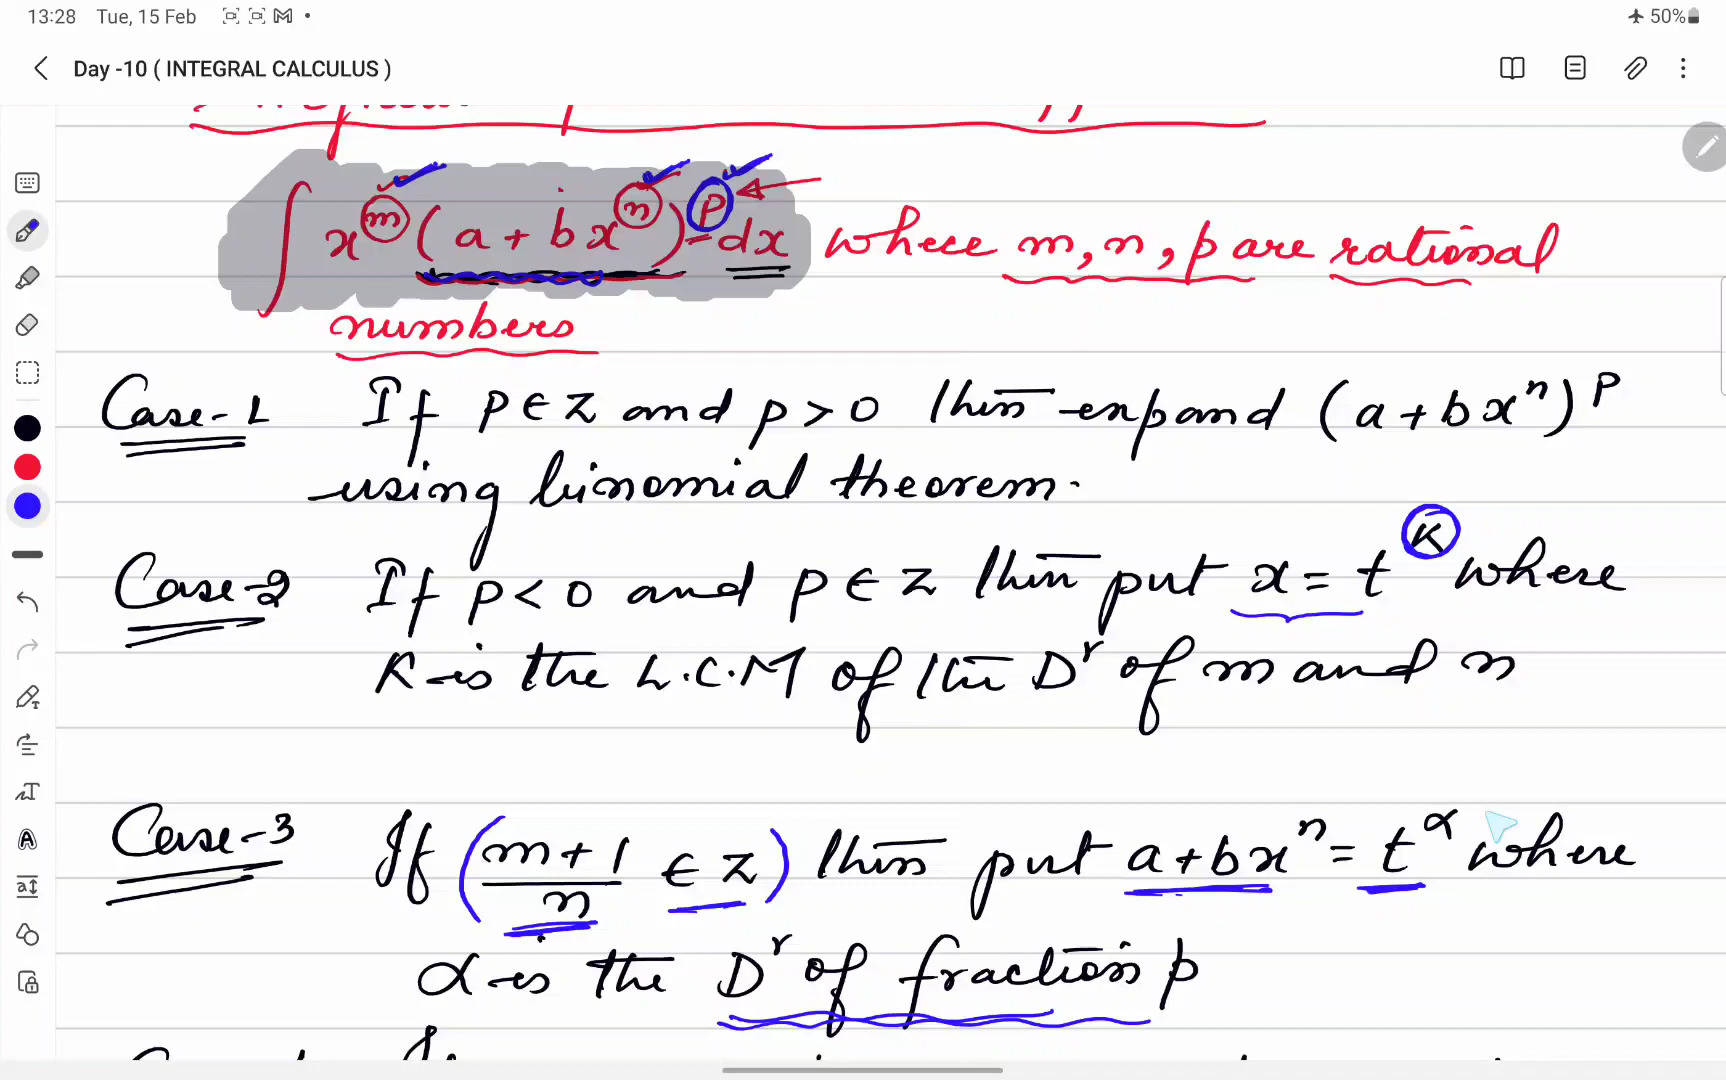 13:28 Tue, 15 Feb
50%
Day -10 ( INTEGRAL CALCULUS )
∫ x^m (a + bx^n)^p dx where m, n, p are rational
numbers
Case-1 If p ∈ Z and p > 0 then expand (a + bx^n)^p
using binomial theorem.
Case-2 If p < 0 and p ∈ Z then put x = t^K where
K is the L.C.M of the D^r of m and n
Case-3 If (m+1/n ∈ Z) then put a + bx^n = t^α where
α is the D^r of fraction p